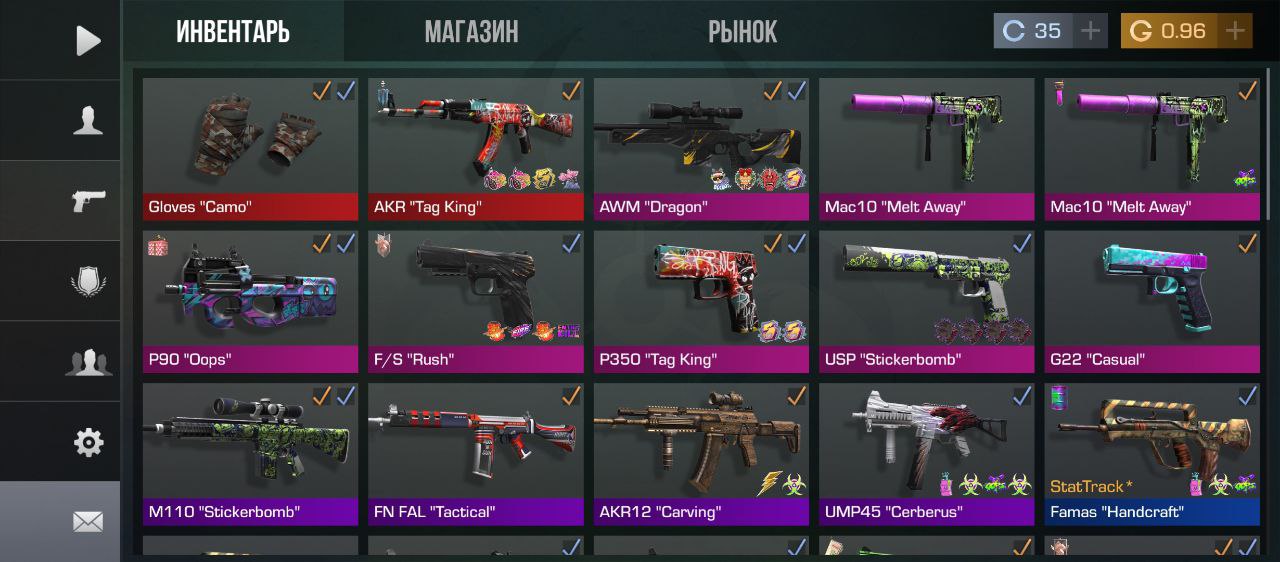 ИНВЕНТАРЬ МАГАЗИН РЫНОК C 35 + G 0.96 +
Gloves "Camo" AKR "Tag King" AWM "Dragon" Mac10 "Melt Away" Mac10 "Melt Away"
P90 "Oops" F/S "Rush" P350 "Tag King" USP "Stickerbomb" G22 "Casual"
StatTrack*
M110 "Stickerbomb" FN FAL "Tactical" AKR12 "Carving" UMP45 "Cerberus" Famas "Handcraft"